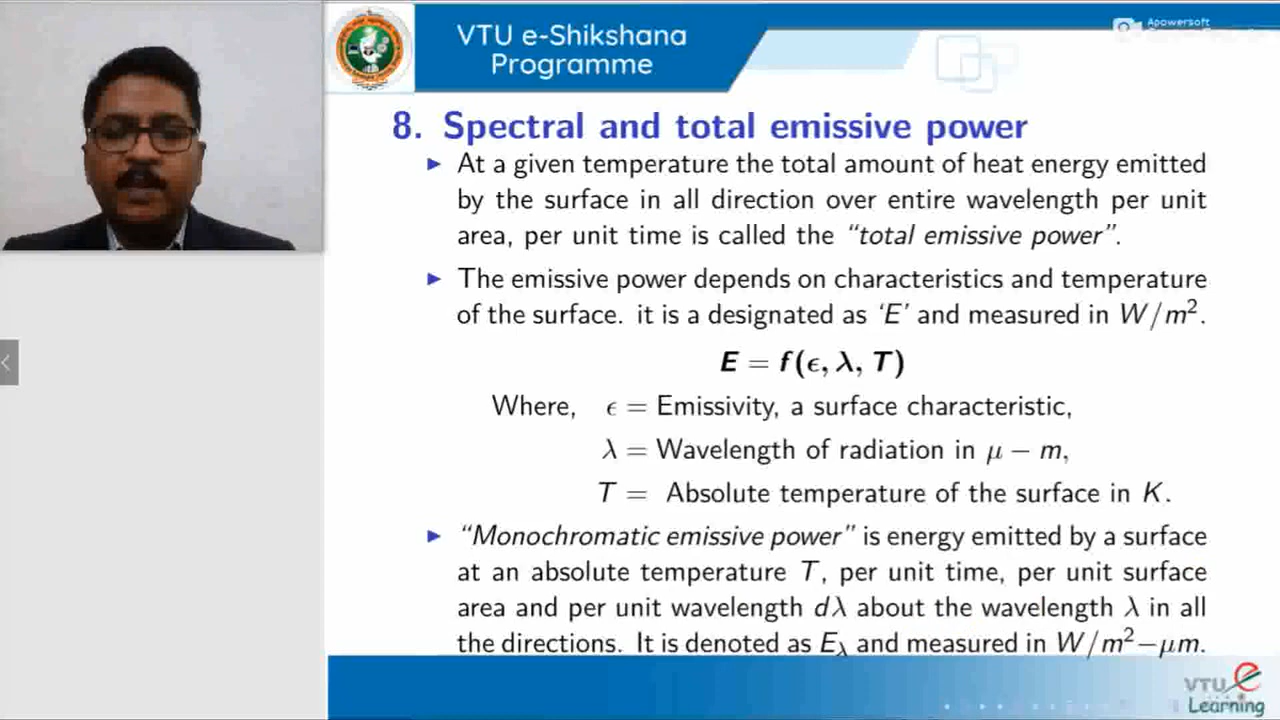 VTU e-Shikshana
Programme
Apowersoft
8. Spectral and total emissive power
▶ At a given temperature the total amount of heat energy emitted
by the surface in all direction over entire wavelength per unit
area, per unit time is called the “total emissive power”.
▶ The emissive power depends on characteristics and temperature
of the surface. it is a designated as ‘E’ and measured in W/m².
E = f(ϵ, λ, T)
Where, ϵ = Emissivity, a surface characteristic,
λ = Wavelength of radiation in μ − m,
T = Absolute temperature of the surface in K.
▶ “Monochromatic emissive power” is energy emitted by a surface
at an absolute temperature T, per unit time, per unit surface
area and per unit wavelength dλ about the wavelength λ in all
the directions. It is denoted as E_λ and measured in W/m²−μm.
VTU e
Learning